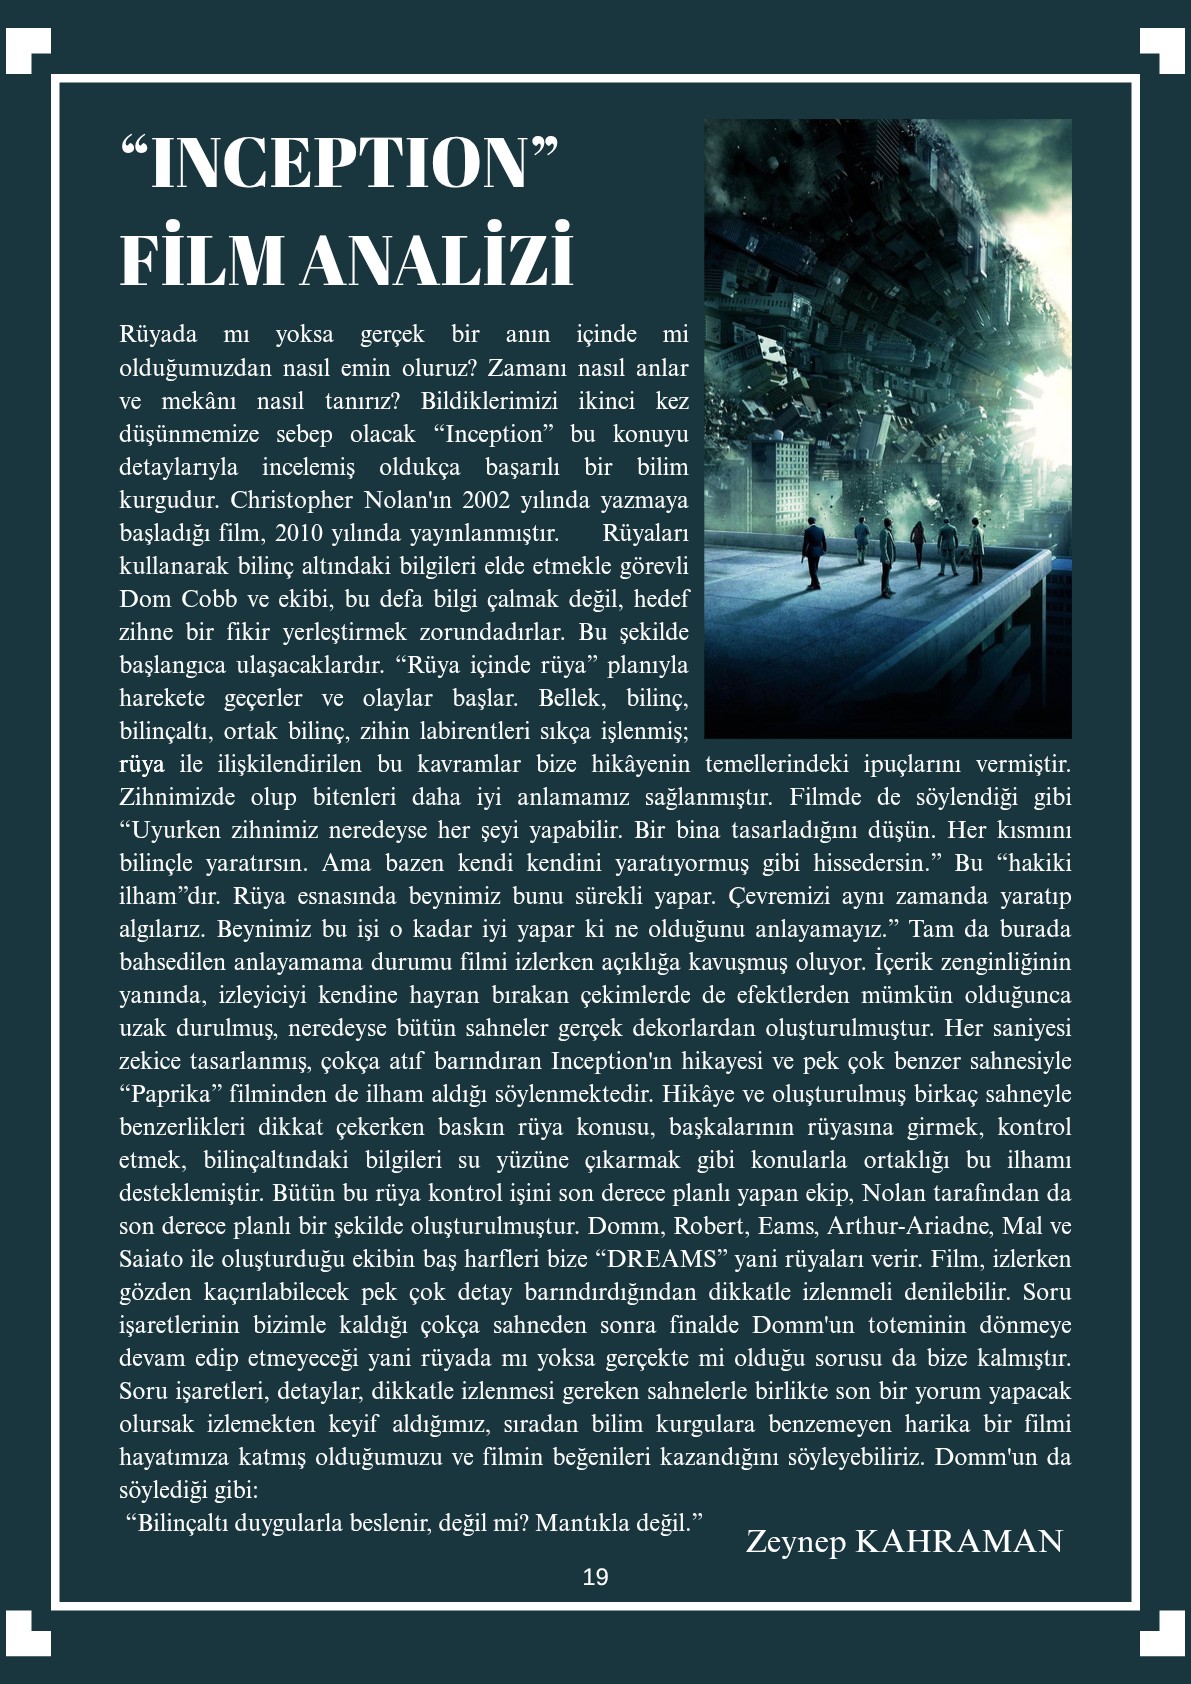 “INCEPTION”
FİLM ANALİZİ
Rüyada mı yoksa gerçek bir anın içinde mi
olduğumuzdan nasıl emin oluruz? Zamanı nasıl anlar
ve mekânı nasıl tanırız? Bildiklerimizi ikinci kez
düşünmemize sebep olacak “Inception” bu konuyu
detaylarıyla incelemiş oldukça başarılı bir bilim
kurgudur. Christopher Nolan'ın 2002 yılında yazmaya
başladığı film, 2010 yılında yayınlanmıştır. Rüyaları
kullanarak bilinç altındaki bilgileri elde etmekle görevli
Dom Cobb ve ekibi, bu defa bilgi çalmak değil, hedef
zihne bir fikir yerleştirmek zorundadırlar. Bu şekilde
başlangıca ulaşacaklardır. “Rüya içinde rüya” planıyla
harekete geçerler ve olaylar başlar. Bellek, bilinç,
bilinçaltı, ortak bilinç, zihin labirentleri sıkça işlenmiş;
rüya ile ilişkilendirilen bu kavramlar bize hikâyenin temellerindeki ipuçlarını vermiştir.
Zihnimizde olup bitenleri daha iyi anlamamız sağlanmıştır. Filmde de söylendiği gibi
“Uyurken zihnimiz neredeyse her şeyi yapabilir. Bir bina tasarladığını düşün. Her kısmını
bilinçle yaratırsın. Ama bazen kendi kendini yaratıyormuş gibi hissedersin.” Bu “hakiki
ilham”dır. Rüya esnasında beynimiz bunu sürekli yapar. Çevremizi aynı zamanda yaratıp
algılarız. Beynimiz bu işi o kadar iyi yapar ki ne olduğunu anlayamayız.” Tam da burada
bahsedilen anlayamama durumu filmi izlerken açıklığa kavuşmuş oluyor. İçerik zenginliğinin
yanında, izleyiciyi kendine hayran bırakan çekimlerde de efektlerden mümkün olduğunca
uzak durulmuş, neredeyse bütün sahneler gerçek dekorlardan oluşturulmuştur. Her saniyesi
zekice tasarlanmış, çokça atıf barındıran Inception'ın hikayesi ve pek çok benzer sahnesiyle
“Paprika” filminden de ilham aldığı söylenmektedir. Hikâye ve oluşturulmuş birkaç sahneyle
benzerlikleri dikkat çekerken baskın rüya konusu, başkalarının rüyasına girmek, kontrol
etmek, bilinçaltındaki bilgileri su yüzüne çıkarmak gibi konularla ortaklığı bu ilhamı
desteklemiştir. Bütün bu rüya kontrol işini son derece planlı yapan ekip, Nolan tarafından da
son derece planlı bir şekilde oluşturulmuştur. Domm, Robert, Eams, Arthur-Ariadne, Mal ve
Saiato ile oluşturduğu ekibin baş harfleri bize “DREAMS” yani rüyaları verir. Film, izlerken
gözden kaçırılabilecek pek çok detay barındırdığından dikkatle izlenmeli denilebilir. Soru
işaretlerinin bizimle kaldığı çokça sahneden sonra finalde Domm'un toteminin dönmeye
devam edip etmeyeceği yani rüyada mı yoksa gerçekte mi olduğu sorusu da bize kalmıştır.
Soru işaretleri, detaylar, dikkatle izlenmesi gereken sahnelerle birlikte son bir yorum yapacak
olursak izlemekten keyif aldığımız, sıradan bilim kurgulara benzemeyen harika bir filmi
hayatımıza katmış olduğumuzu ve filmin beğenileri kazandığını söyleyebiliriz. Domm'un da
söylediği gibi:
“Bilinçaltı duygularla beslenir, değil mi? Mantıkla değil.”
Zeynep KAHRAMAN
19